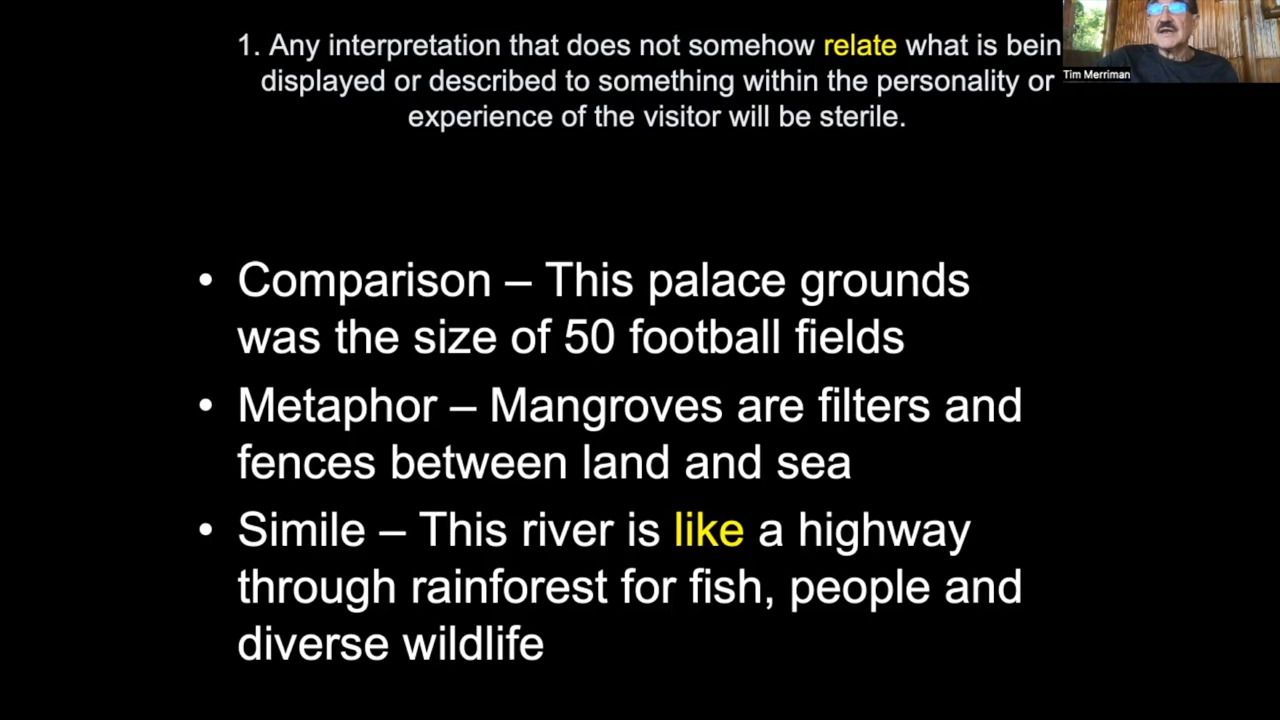 1. Any interpretation that does not somehow relate what is bein
displayed or described to something within the personality or
experience of the visitor will be sterile.
Tim Merriman
• Comparison – This palace grounds
was the size of 50 football fields
• Metaphor – Mangroves are filters and
fences between land and sea
• Simile – This river is like a highway
through rainforest for fish, people and
diverse wildlife